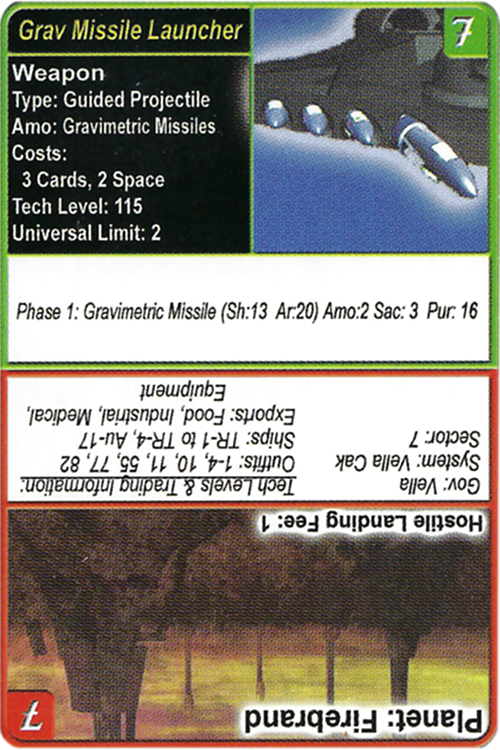 Grav Missile Launcher
7
Weapon
Type: Guided Projectile
Amo: Gravimetric Missiles
Costs:
3 Cards, 2 Space
Tech Level: 115
Universal Limit: 2
Phase 1: Gravimetric Missile (Sh:13 Ar:20) Amo:2 Sac: 3 Pur: 16
Planet: Firebrand
7
Hostile Landing Fee: 1
Gov: Vella
System: Vella Cak
Sector: 7
Tech Levels & Trading Information:
Outfits: 1-4, 10, 11, 55, 77, 82
Ships: TR-1 to TR-4, Au-17
Exports: Food, Industrial, Medical,
Equipment